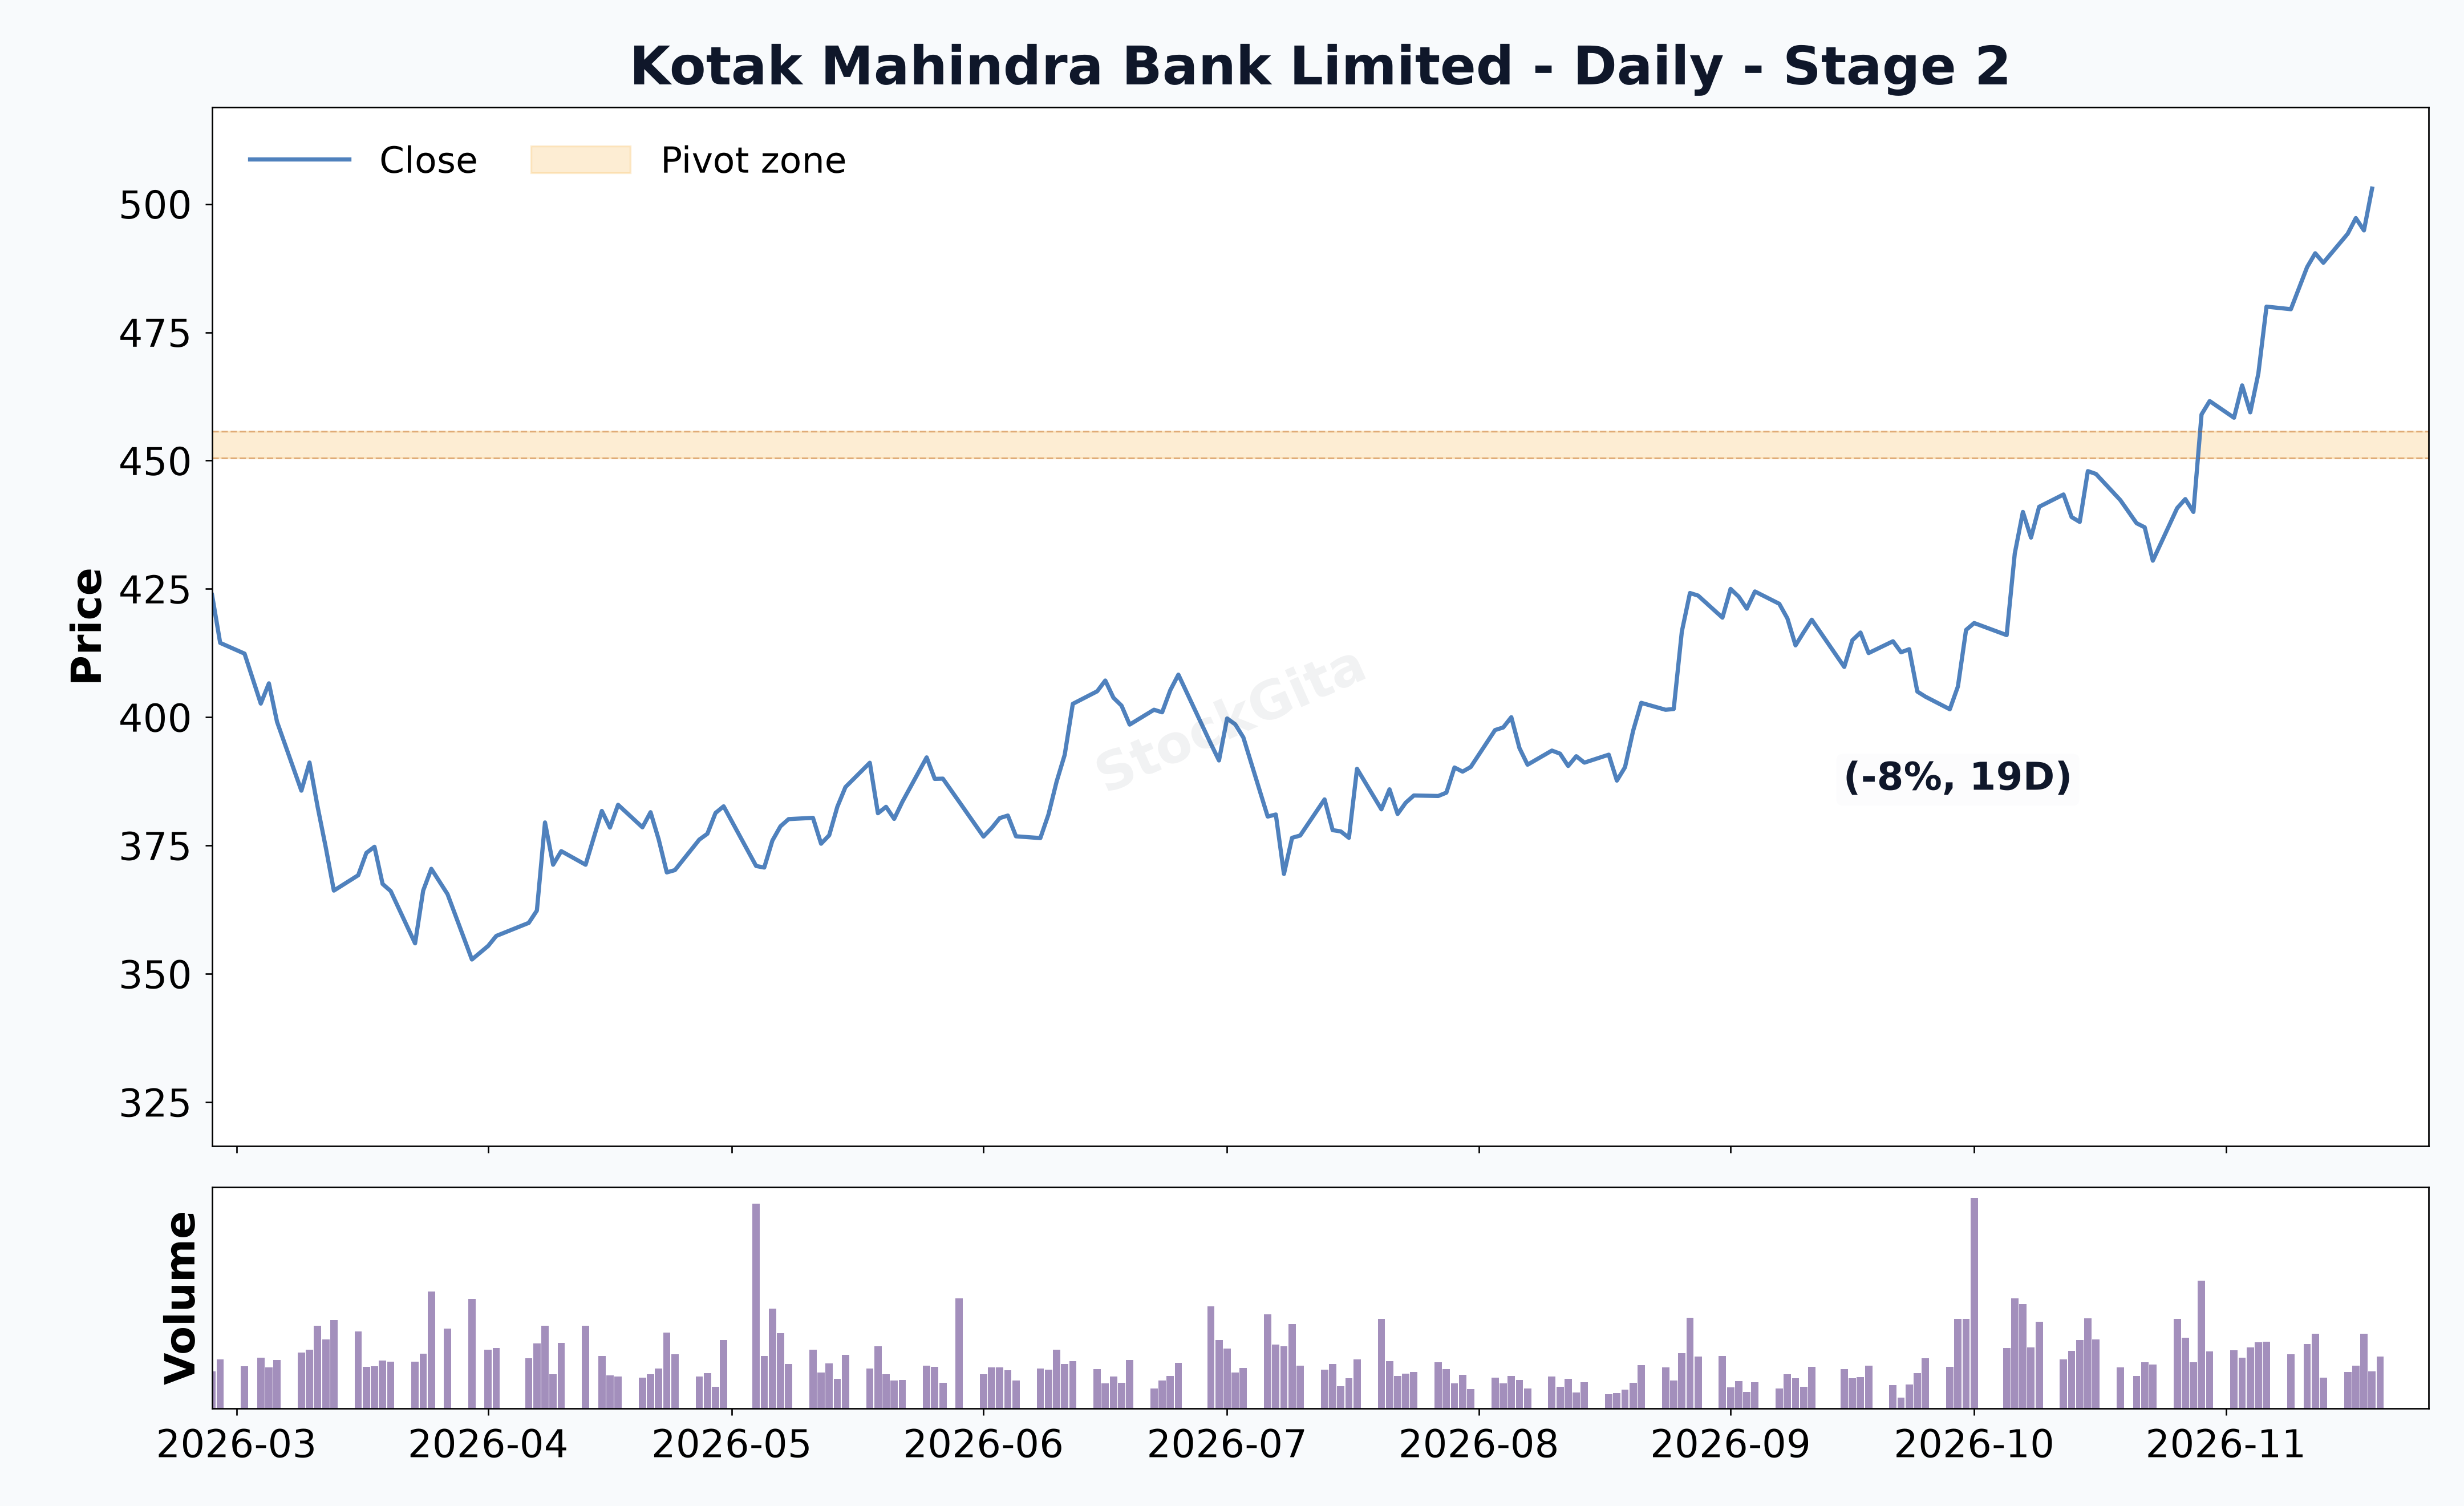 Kotak Mahindra Bank Limited - Daily - Stage 2
Close
Pivot zone
Price
500
475
450
425
400
375
350
325
StockGita
(-8%, 19D)
Volume
2026-03
2026-04
2026-05
2026-06
2026-07
2026-08
2026-09
2026-10
2026-11